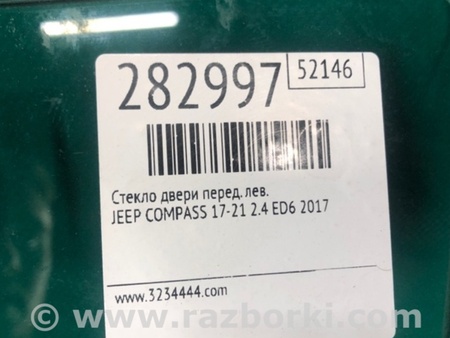 282997
52146
Стекло двери перед. лев.
JEEP COMPASS 17-21 2.4 ED6 2017
www.3234444.com
© www.razborki.com